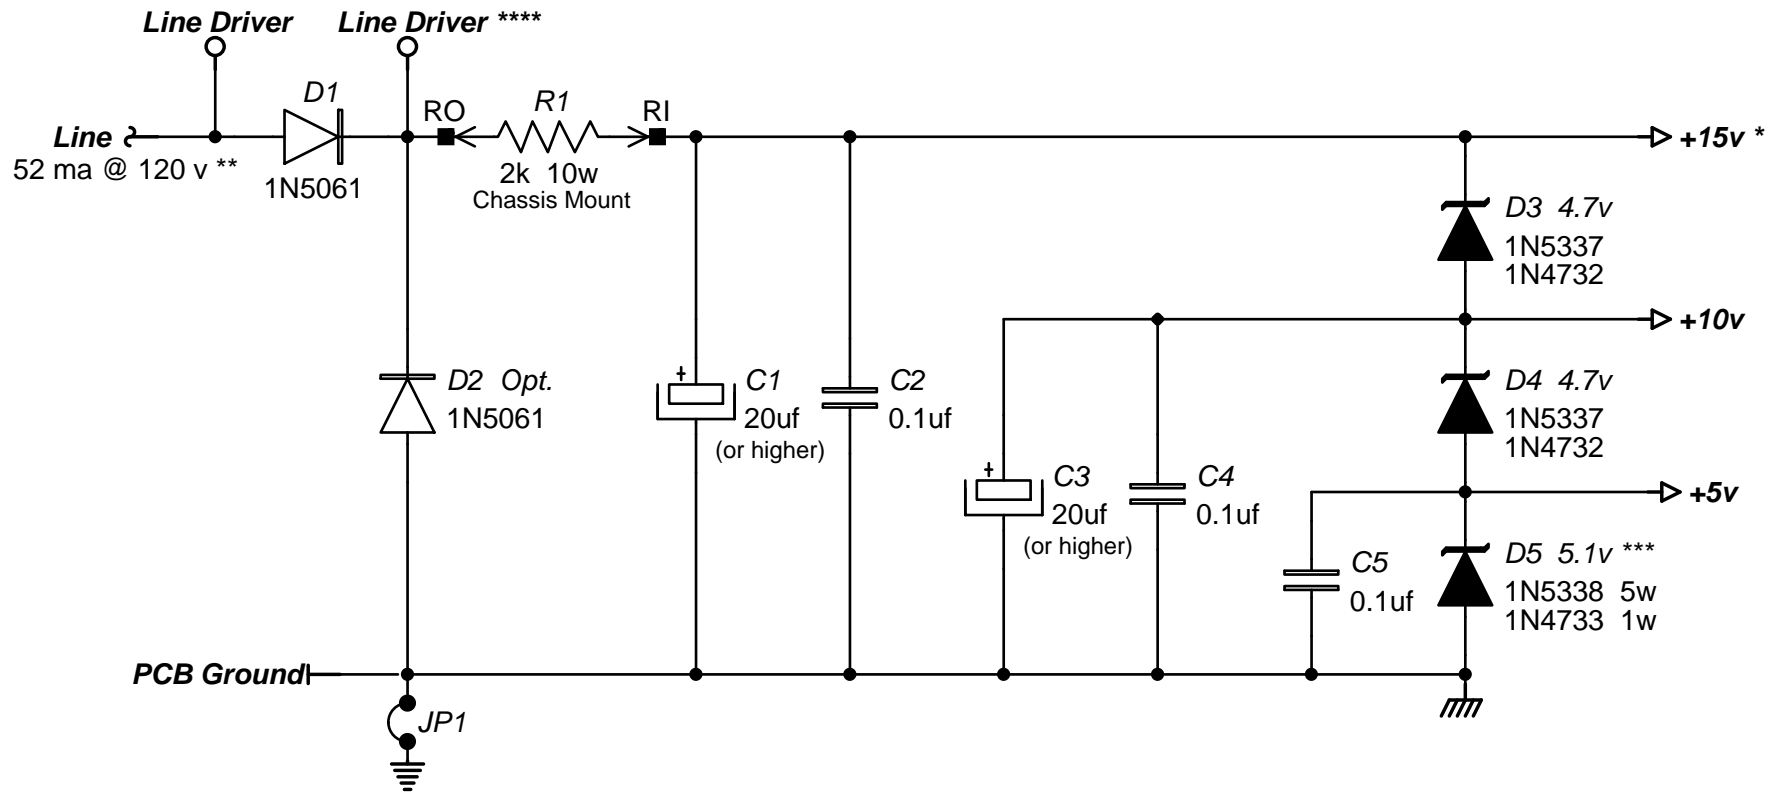 Line Driver
Line Driver ****
D1
RO
R1
RI
Line
52 ma @ 120 v **
1N5061
2k 10w
Chassis Mount
+15v *
D3 4.7v
1N5337
1N4732
+10v
D2 Opt.
1N5061
+
C1
20uf
(or higher)
C2
0.1uf
D4 4.7v
1N5337
1N4732
+
C3
20uf
(or higher)
C4
0.1uf
+5v
C5
0.1uf
D5 5.1v ***
1N5338 5w
1N4733 1w
PCB Ground
JP1